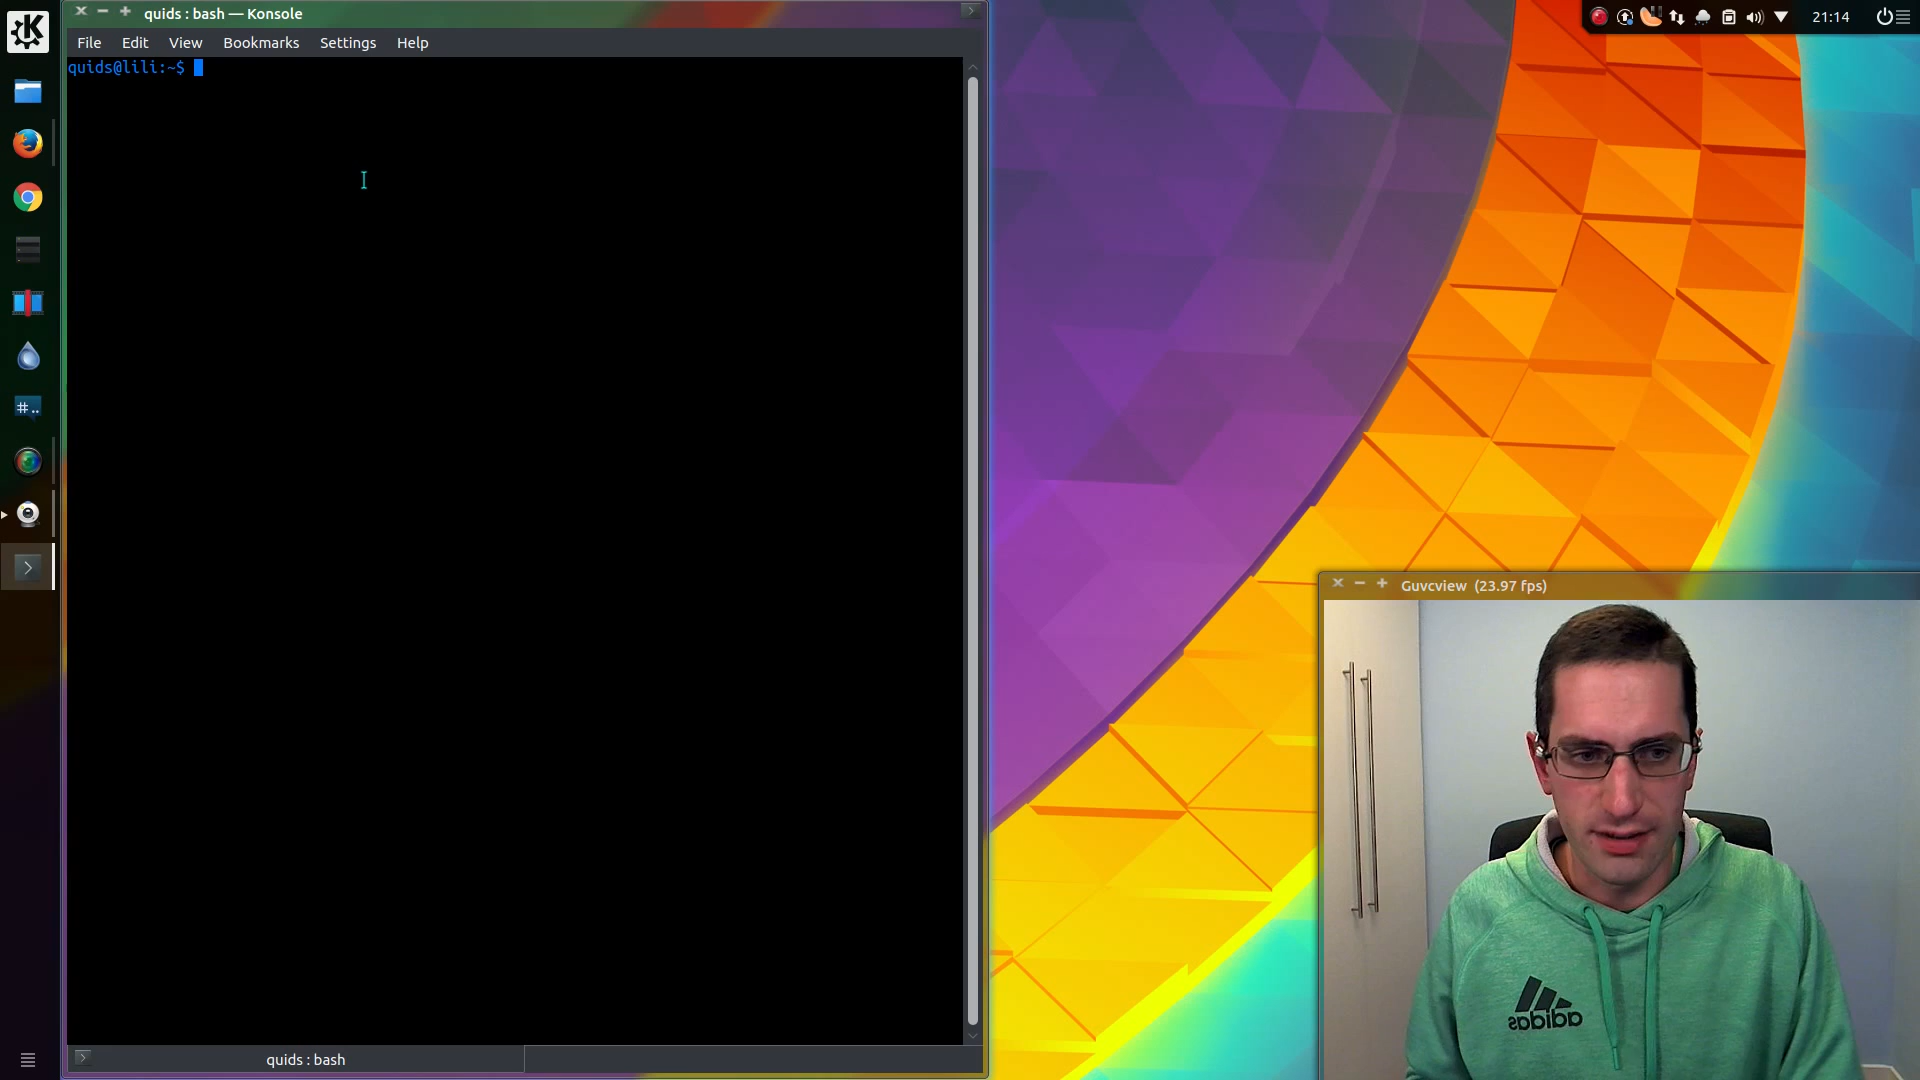 quids : bash — Konsole
21:14
File Edit View Bookmarks Settings Help
quids@lili:~$
#..
Guvcview (23.97 fps)
adidas
quids : bash